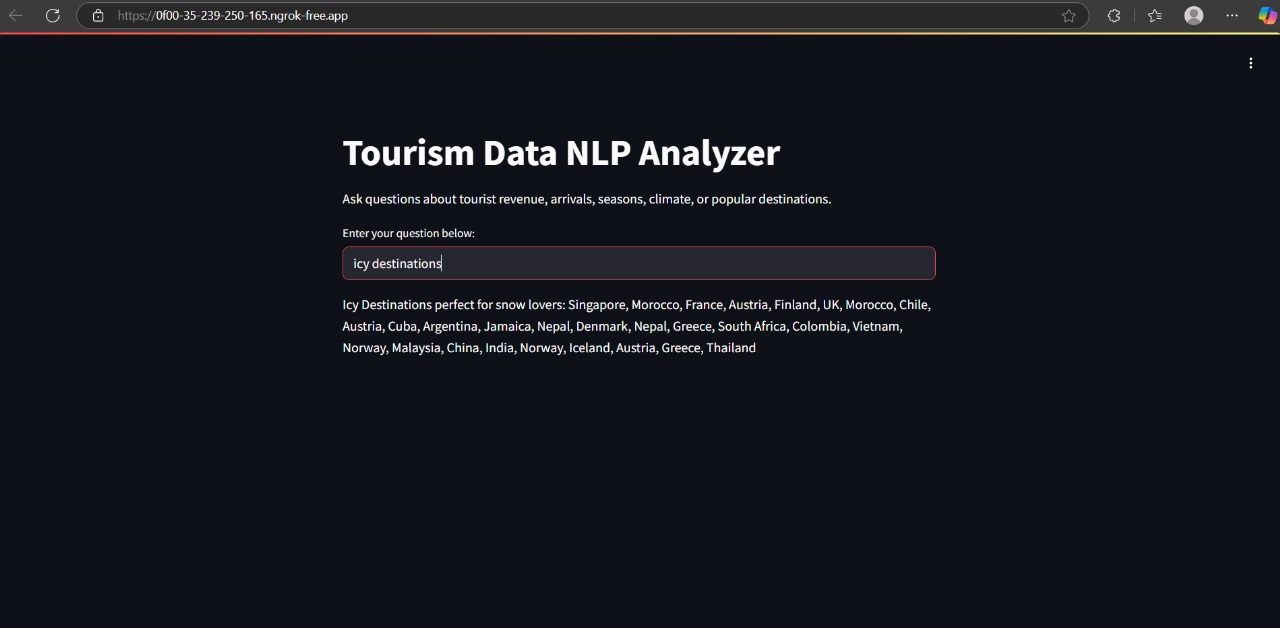 https://0f00-35-239-250-165.ngrok-free.app
Tourism Data NLP Analyzer
Ask questions about tourist revenue, arrivals, seasons, climate, or popular destinations.
Enter your question below:
icy destinations
Icy Destinations perfect for snow lovers: Singapore, Morocco, France, Austria, Finland, UK, Morocco, Chile,
Austria, Cuba, Argentina, Jamaica, Nepal, Denmark, Nepal, Greece, South Africa, Colombia, Vietnam,
Norway, Malaysia, China, India, Norway, Iceland, Austria, Greece, Thailand